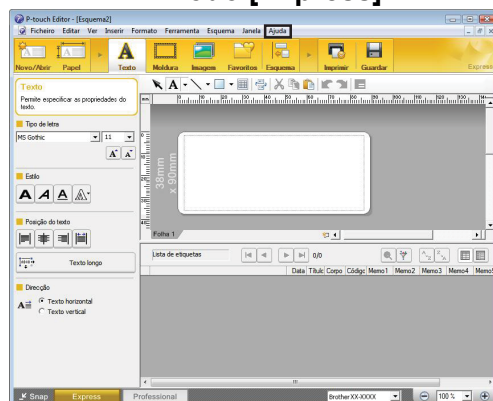 P-touch Editor - [Esquema2]
Ficheiro Editar Ver Inserir Formato Ferramenta Esquema Janela Ajuda
Novo/Abrir Papel Texto Moldura Imagem Favoritos Esquema Imprimir Guardar Express
Texto
Permite especificar as propriedades do
texto.
Tipo de letra
MS Gothic 11
A A
Estilo
A A A A
Posição do texto
Texto longo
Direcção
Texto horizontal
Texto vertical
38mm
x 90mm
Folha 1
Lista de etiquetas 0/0
Data Título Corpo Código Memo1 Memo2 Memo3 Memo4 Memo5
Snap Express Professional Brother XX-XXXX 100 %